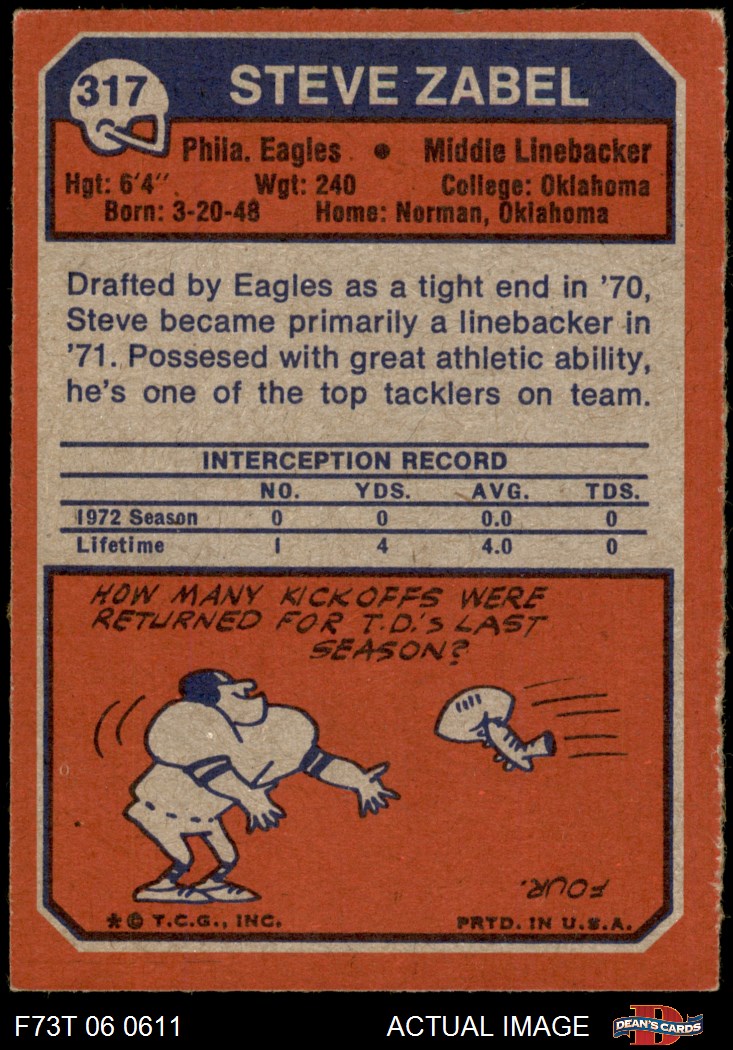 317
STEVE ZABEL
Phila. Eagles • Middle Linebacker
Hgt: 6'4" Wgt: 240 College: Oklahoma
Born: 3-20-48 Home: Norman, Oklahoma
Drafted by Eagles as a tight end in '70,
Steve became primarily a linebacker in
'71. Possesed with great athletic ability,
he's one of the top tacklers on team.
INTERCEPTION RECORD
NO. YDS. AVG. TDS.
1972 Season 0 0 0.0 0
Lifetime 1 4 4.0 0
HOW MANY KICKOFFS WERE
RETURNED FOR T.D.'S LAST
SEASON?
FOUR.
* © T.C.G., INC. PRTD. IN U.S.A.
F73T 06 0611 ACTUAL IMAGE
D
DEAN'S CARDS